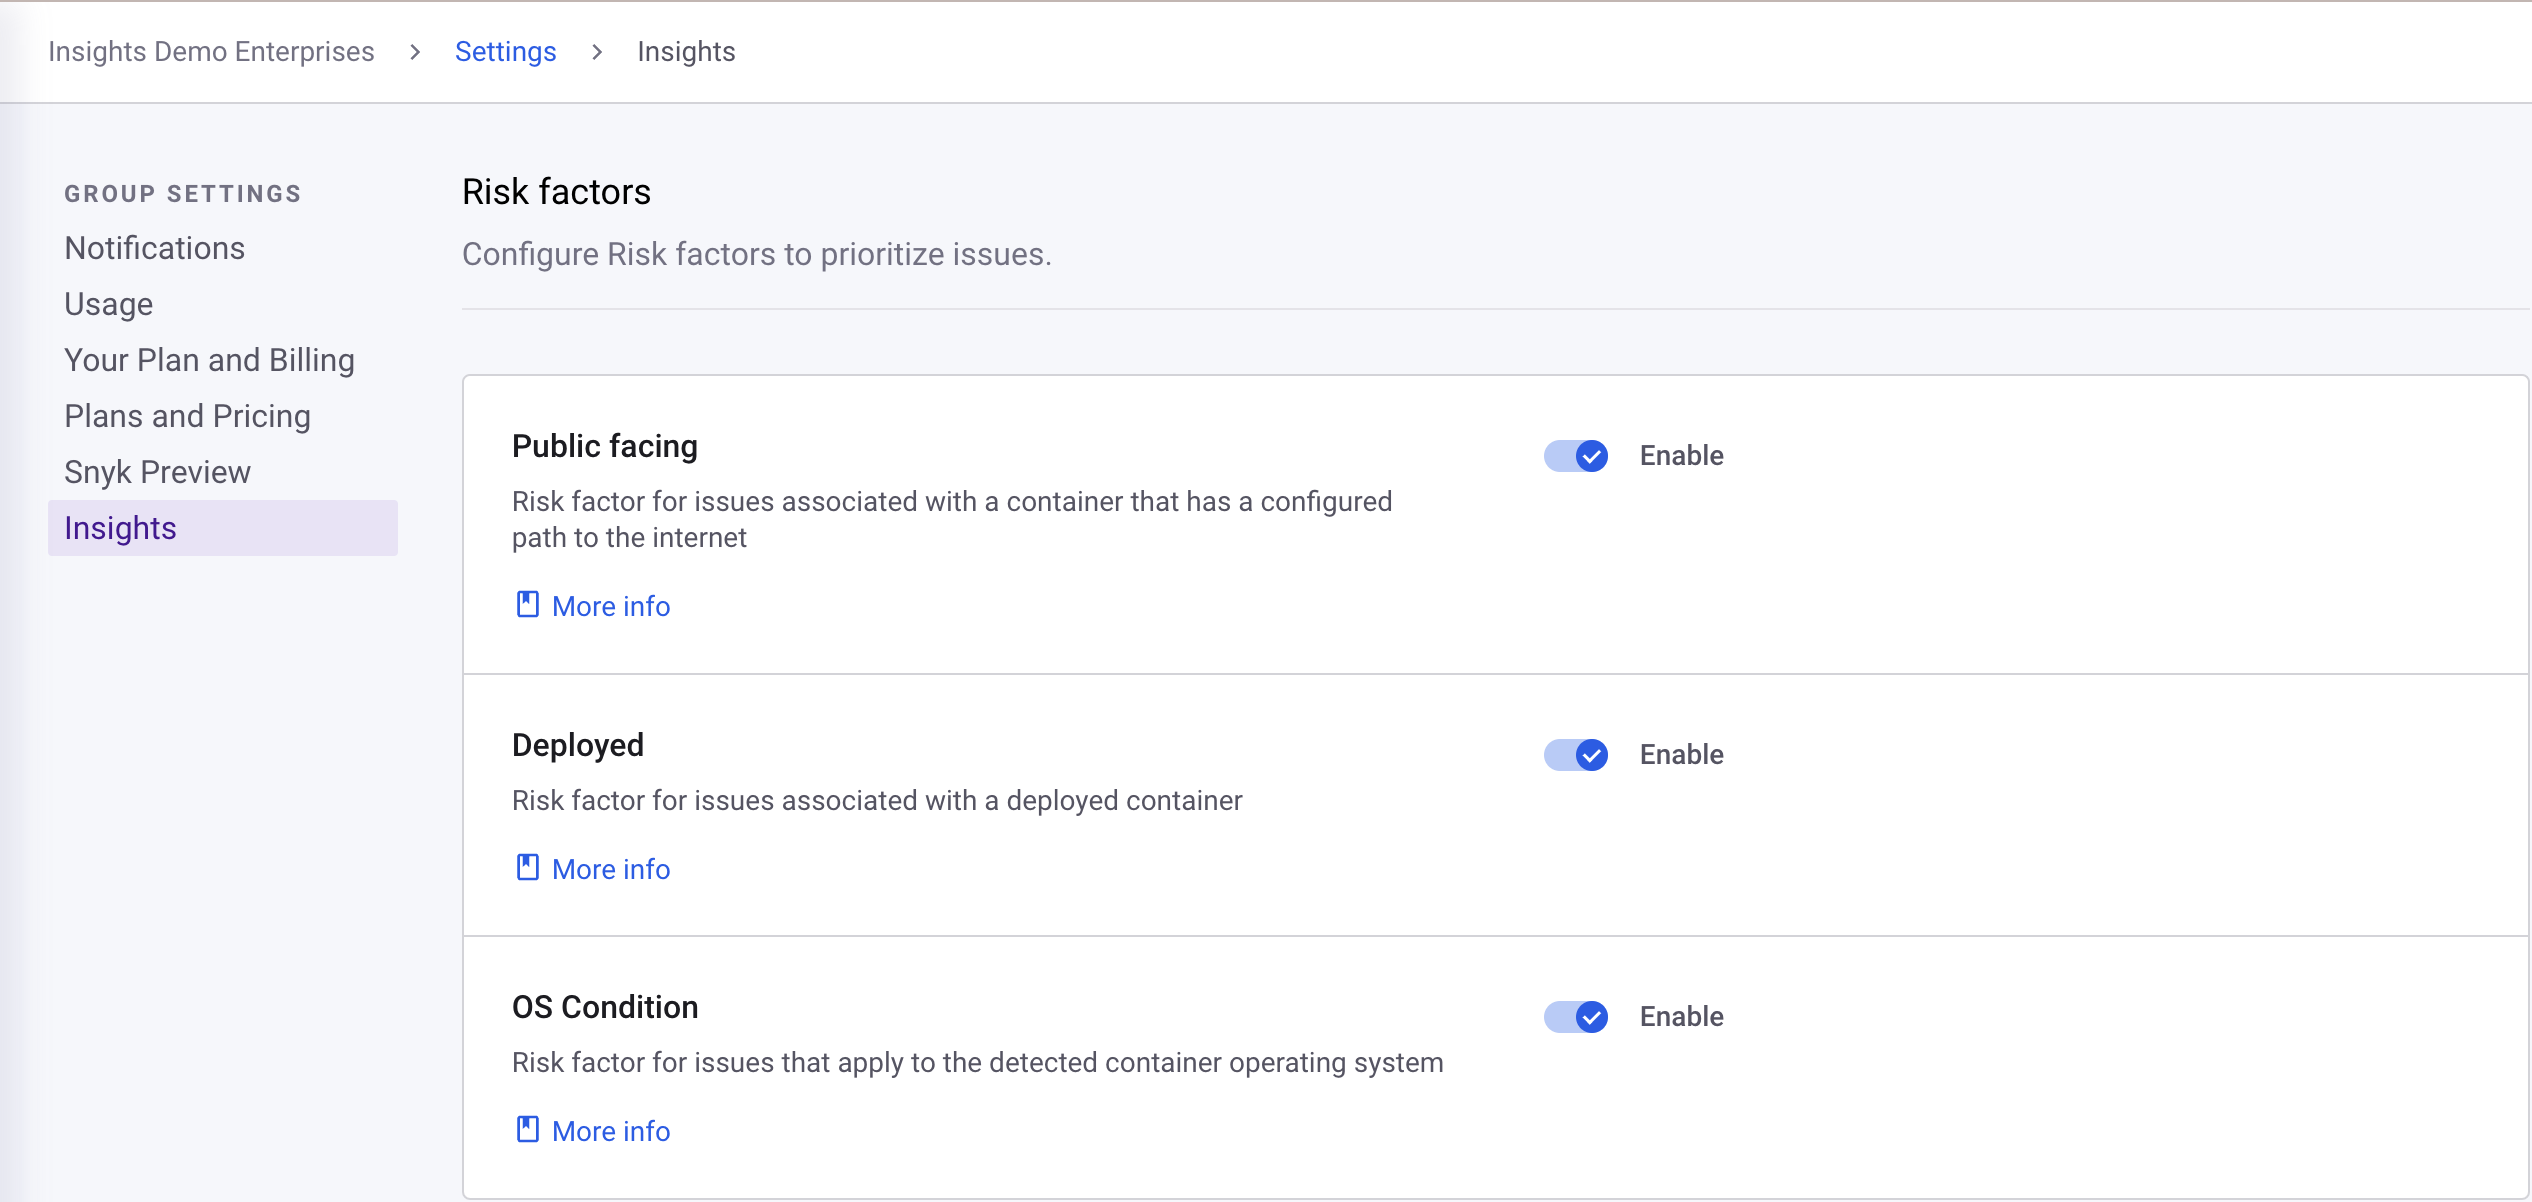 Insights Demo Enterprises > Settings > Insights
GROUP SETTINGS
Notifications
Usage
Your Plan and Billing
Plans and Pricing
Snyk Preview
Insights
Risk factors
Configure Risk factors to prioritize issues.
Public facing
Enable
Risk factor for issues associated with a container that has a configured
path to the internet
More info
Deployed
Enable
Risk factor for issues associated with a deployed container
More info
OS Condition
Enable
Risk factor for issues that apply to the detected container operating system
More info